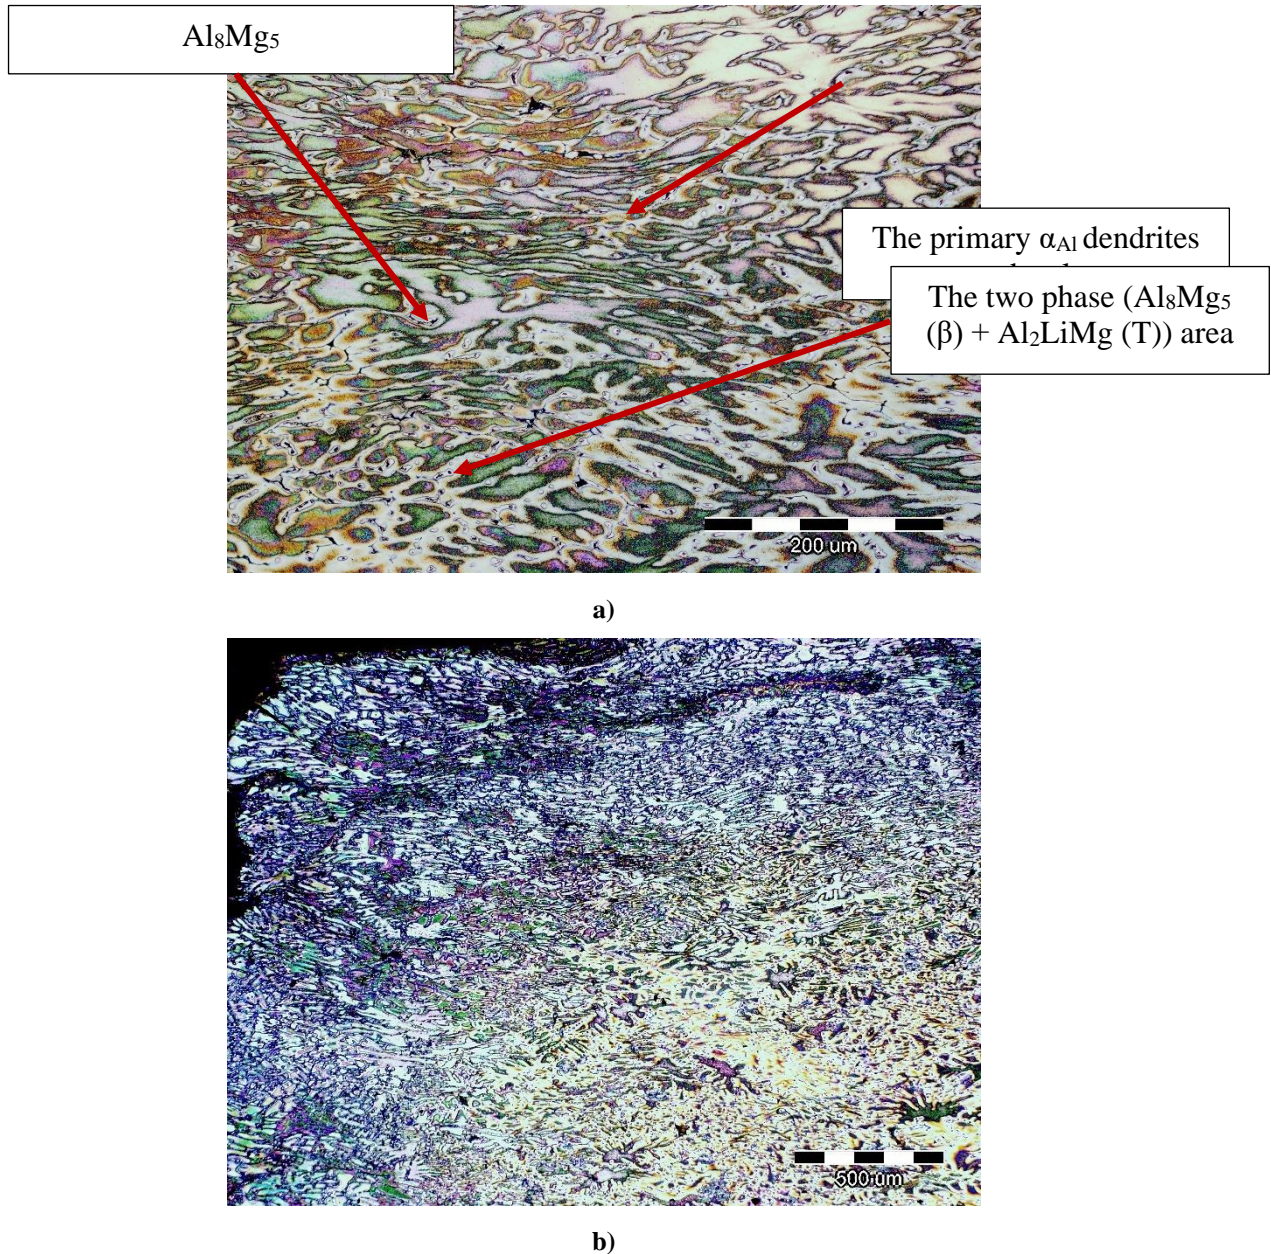 Al₈Mg₅
The primary αAl dendrites
The two phase (Al₈Mg₅
(β) + Al₂LiMg (T)) area
200 um
a)
500 um
b)